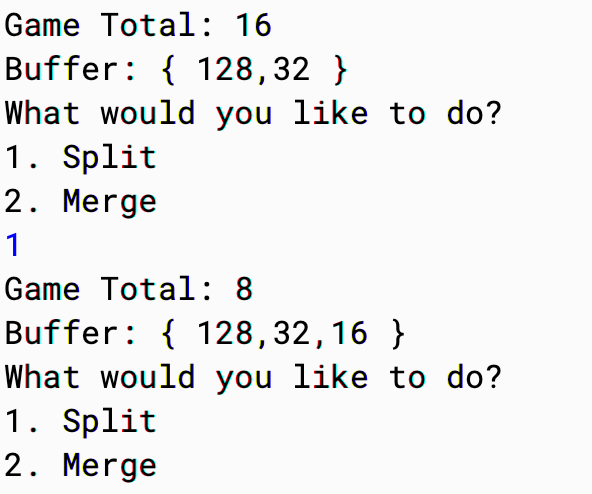 Game Total: 16
Buffer: { 128,32 }
What would you like to do?
1. Split
2. Merge
1
Game Total: 8
Buffer: { 128,32,16 }
What would you like to do?
1. Split
2. Merge